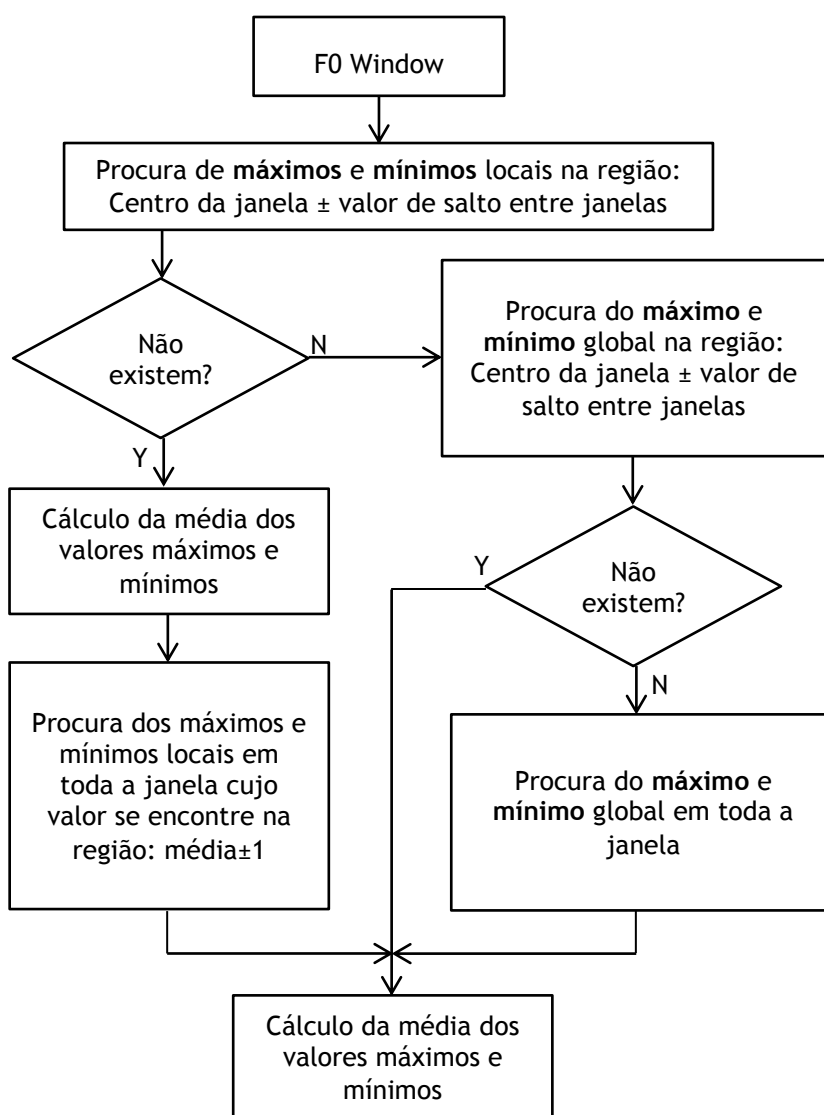 F0 Window
Procura de máximos e mínimos locais na região:
Centro da janela ± valor de salto entre janelas
Não
existem?
N
Y
Procura do máximo e
mínimo global na região:
Centro da janela ± valor de
salto entre janelas
Cálculo da média dos
valores máximos e
mínimos
Y
Não
existem?
N
Procura dos máximos e
mínimos locais em
toda a janela cujo
valor se encontre na
região: média±1
Procura do máximo e
mínimo global em toda a
janela
Cálculo da média dos
valores máximos e
mínimos